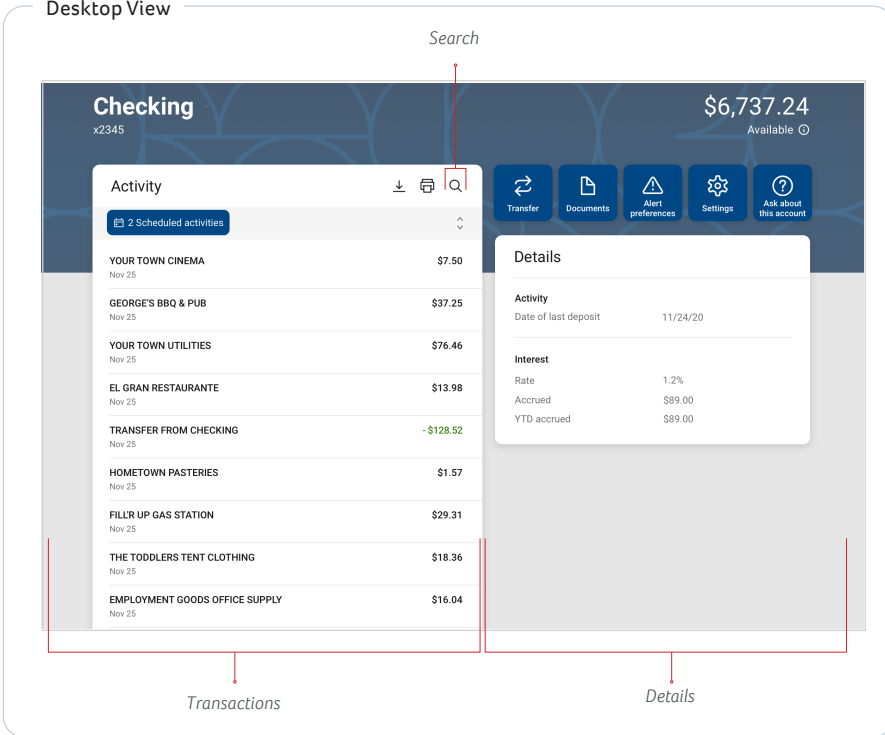 Desktop View
Search
Checking
x2345
$6,737.24
Available
Activity
2 Scheduled activities
YOUR TOWN CINEMA $7.50
Nov 25
GEORGE'S BBQ & PUB $37.25
Nov 25
YOUR TOWN UTILITIES $76.46
Nov 25
EL GRAN RESTAURANTE $13.98
Nov 25
TRANSFER FROM CHECKING - $128.52
Nov 25
HOMETOWN PASTERIES $1.57
Nov 25
FILL'R UP GAS STATION $29.31
Nov 25
THE TODDLERS TENT CLOTHING $18.36
Nov 25
EMPLOYMENT GOODS OFFICE SUPPLY $16.04
Nov 25
Transfer
Documents
Alert
preferences
Settings
Ask about
this account
Details
Activity
Date of last deposit 11/24/20
Interest
Rate 1.2%
Accrued $89.00
YTD accrued $89.00
Transactions
Details